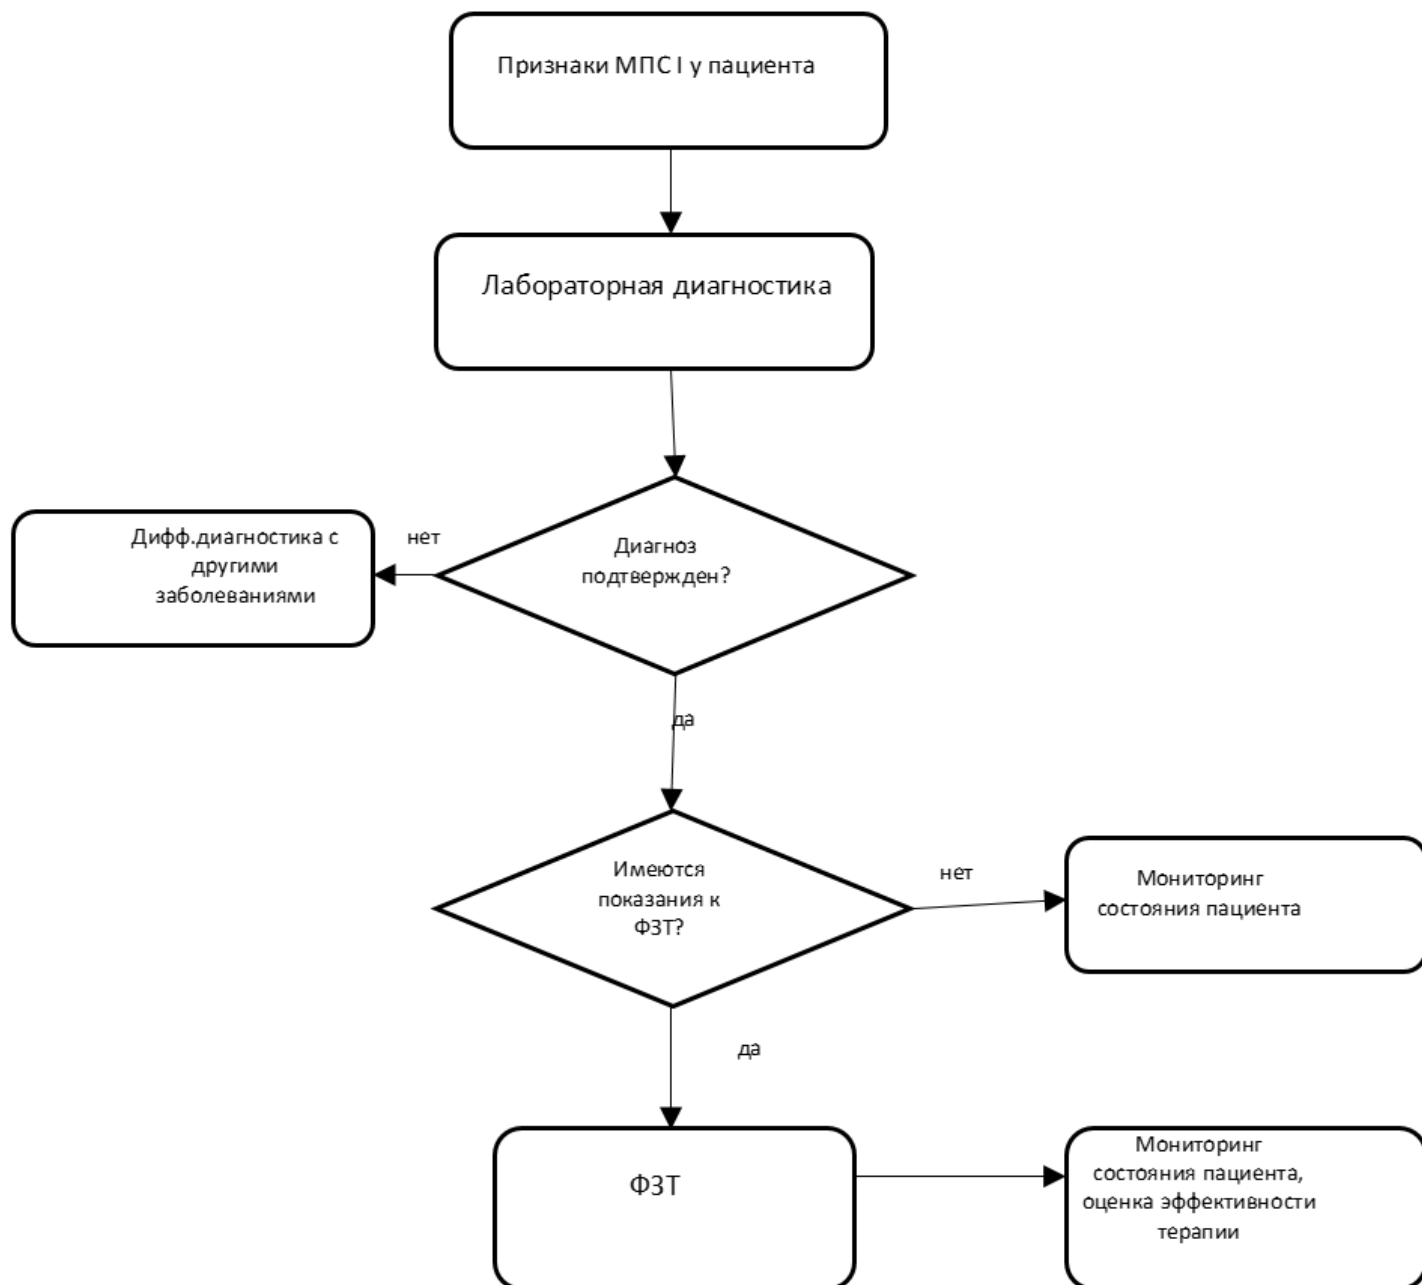 Признаки МПС I у пациента
Лабораторная диагностика
Диагноз
подтвержден?
нет
Дифф.диагностика с
другими
заболеваниями
да
Имеются
показания к
ФЗТ?
нет
Мониторинг
состояния пациента
да
ФЗТ
Мониторинг
состояния пациента,
оценка эффективности
терапии